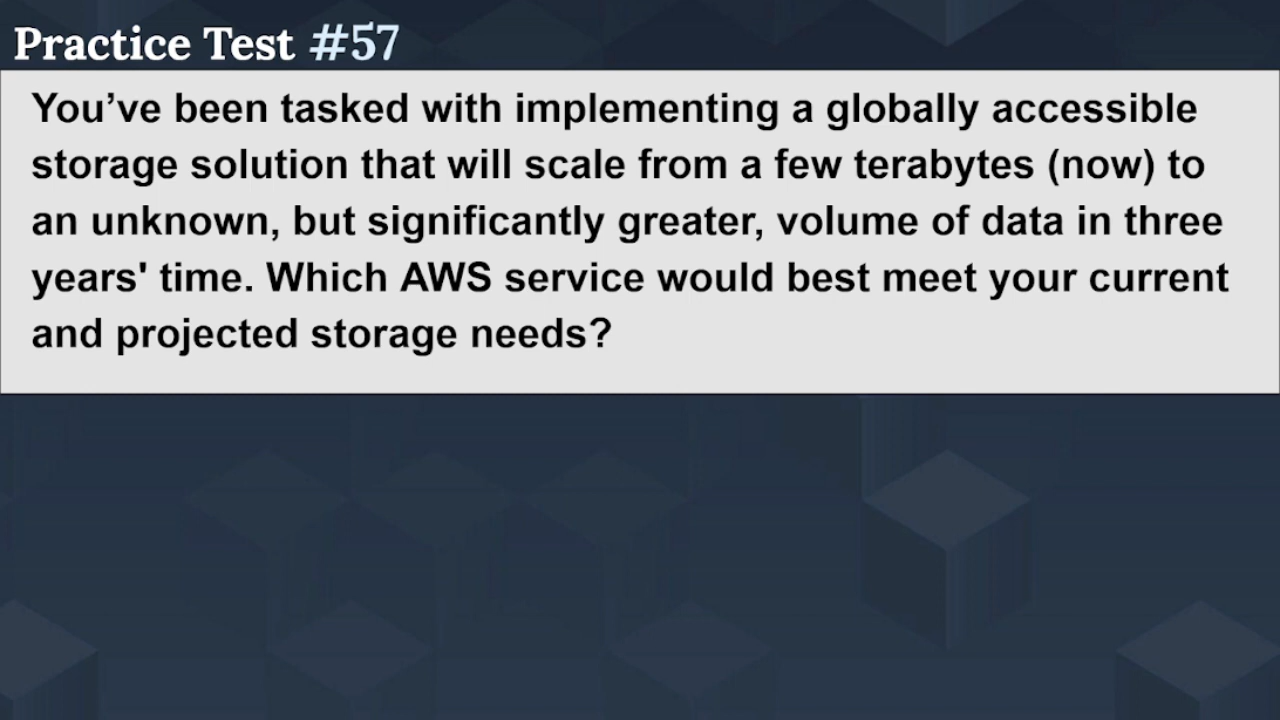 Practice Test #57
You’ve been tasked with implementing a globally accessible
storage solution that will scale from a few terabytes (now) to
an unknown, but significantly greater, volume of data in three
years' time. Which AWS service would best meet your current
and projected storage needs?